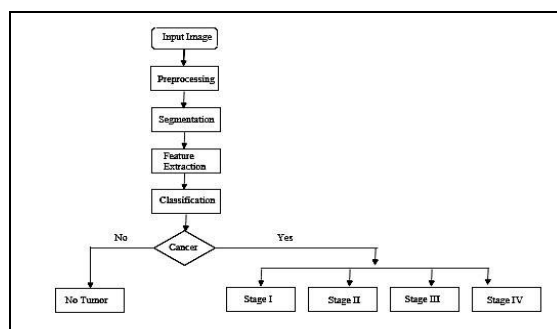 Input Image
Preprocessing
Segmentation
Feature
Extraction
Classification
No
Cancer
Yes
No Tumor
Stage I
Stage II
Stage III
Stage IV